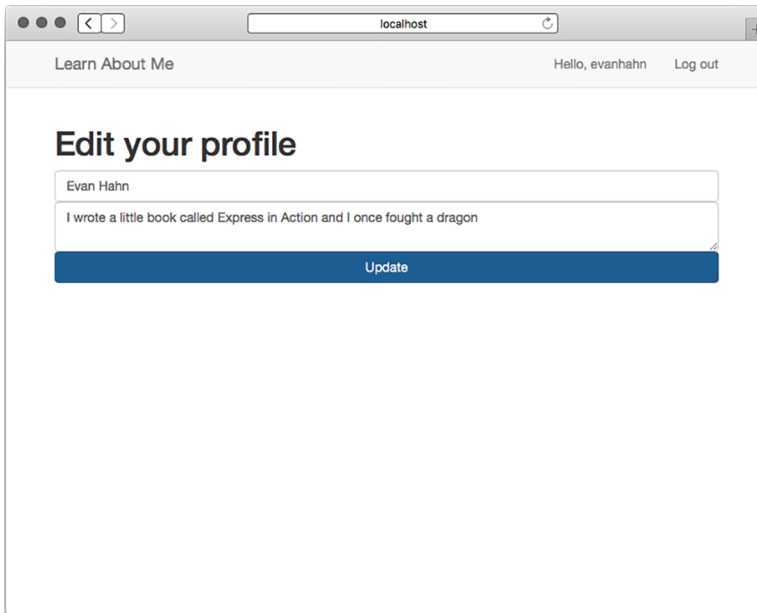 localhost
Learn About Me
Hello, evanhahn
Log out
Edit your profile
Evan Hahn
I wrote a little book called Express in Action and I once fought a dragon
Update